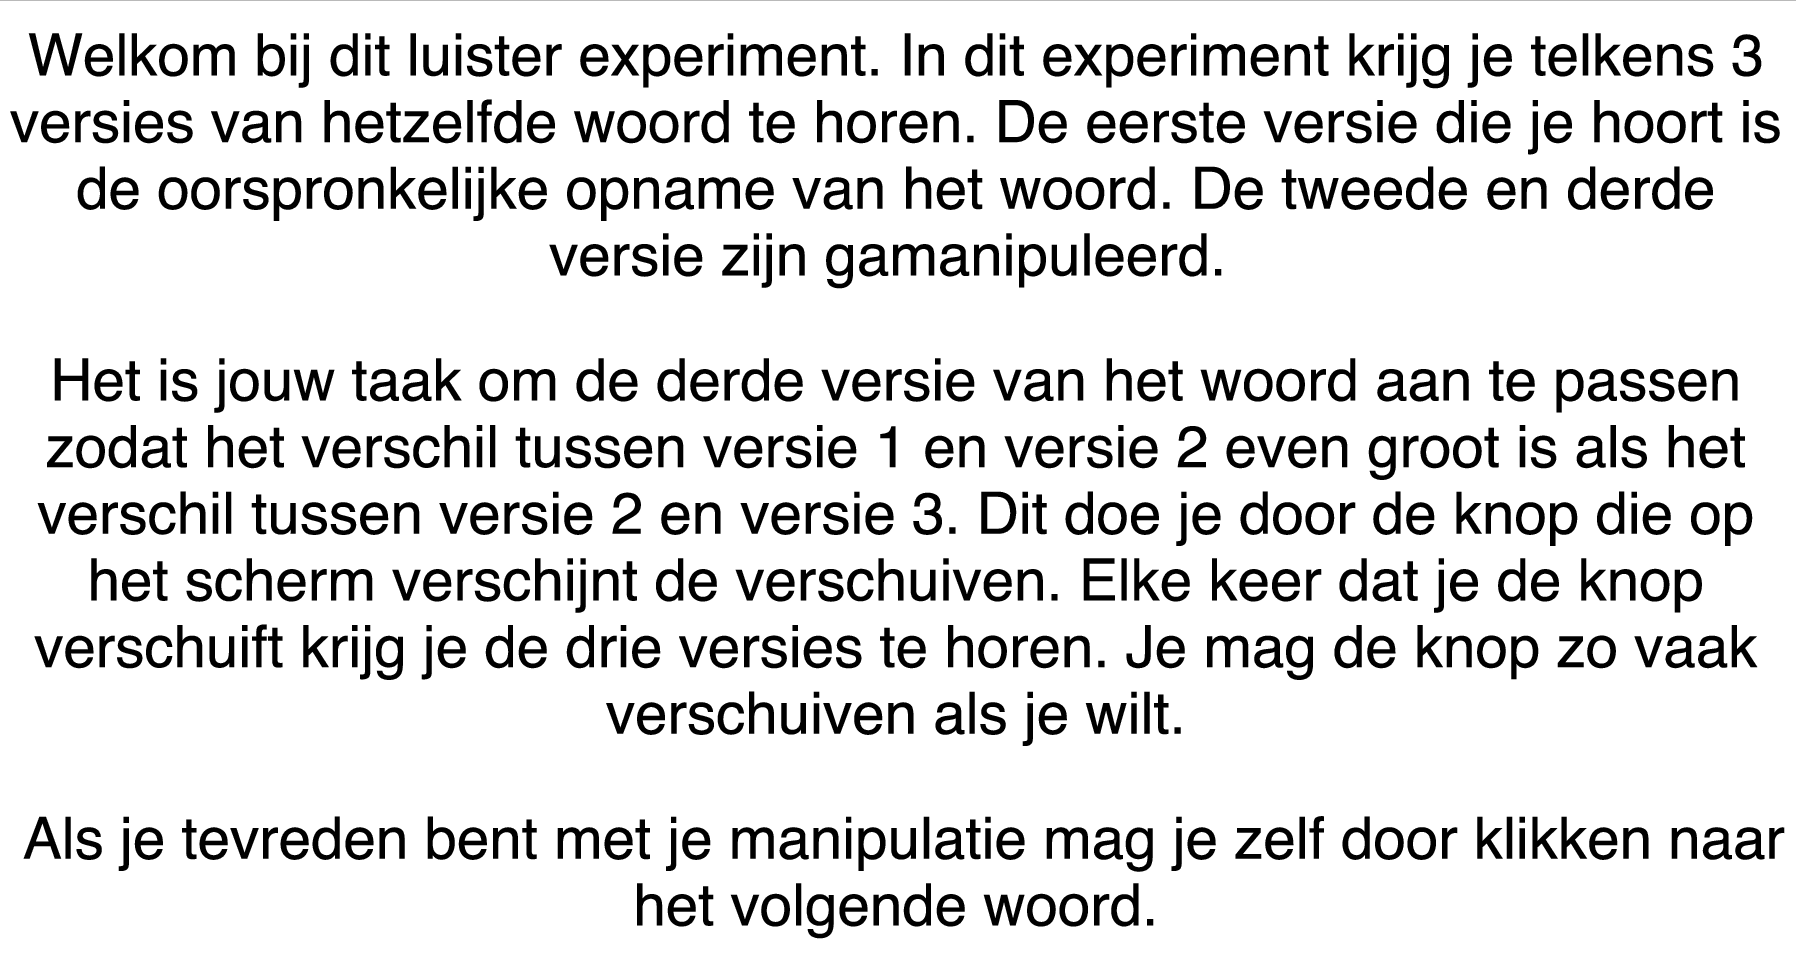 Welkom bij dit luister experiment. In dit experiment krijg je telkens 3
versies van hetzelfde woord te horen. De eerste versie die je hoort is
de oorspronkelijke opname van het woord. De tweede en derde
versie zijn gamanipuleerd.
Het is jouw taak om de derde versie van het woord aan te passen
zodat het verschil tussen versie 1 en versie 2 even groot is als het
verschil tussen versie 2 en versie 3. Dit doe je door de knop die op
het scherm verschijnt de verschuiven. Elke keer dat je de knop
verschuift krijg je de drie versies te horen. Je mag de knop zo vaak
verschuiven als je wilt.
Als je tevreden bent met je manipulatie mag je zelf door klikken naar
het volgende woord.